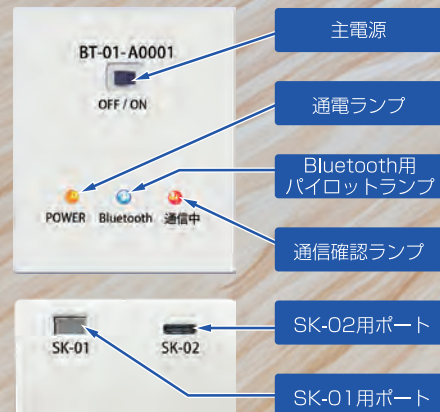 BT-01-A0001
OFF / ON
POWER Bluetooth 通信中
SK-01 SK-02
主電源
通電ランプ
Bluetooth用
パイロットランプ
通信確認ランプ
SK-02用ポート
SK-01用ポート